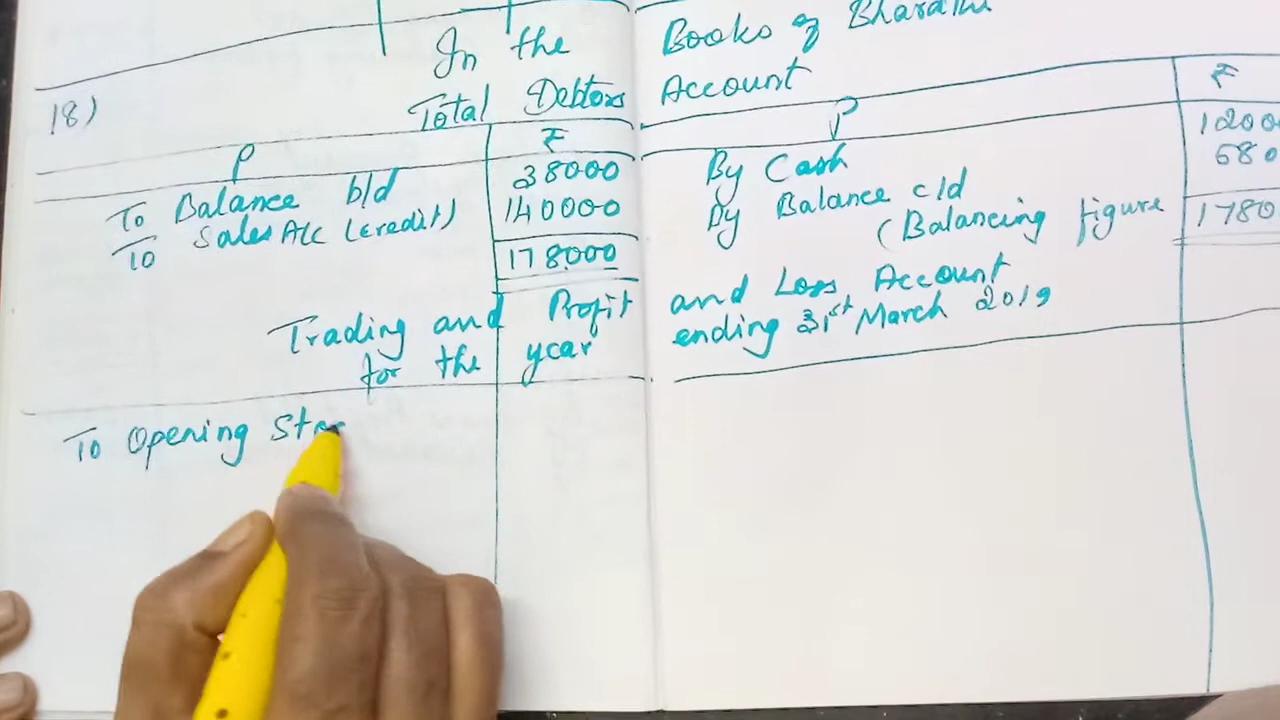 In the Books of Bharathi
18)
Total Debtors Account
P ₹ P ₹
To Balance b/d 38000 By Cash
To Sales A/c (credit) 140000 By Balance c/d
178000 (Balancing figure
Trading and Profit and Loss Account
for the year ending 31st March 2019
To Opening